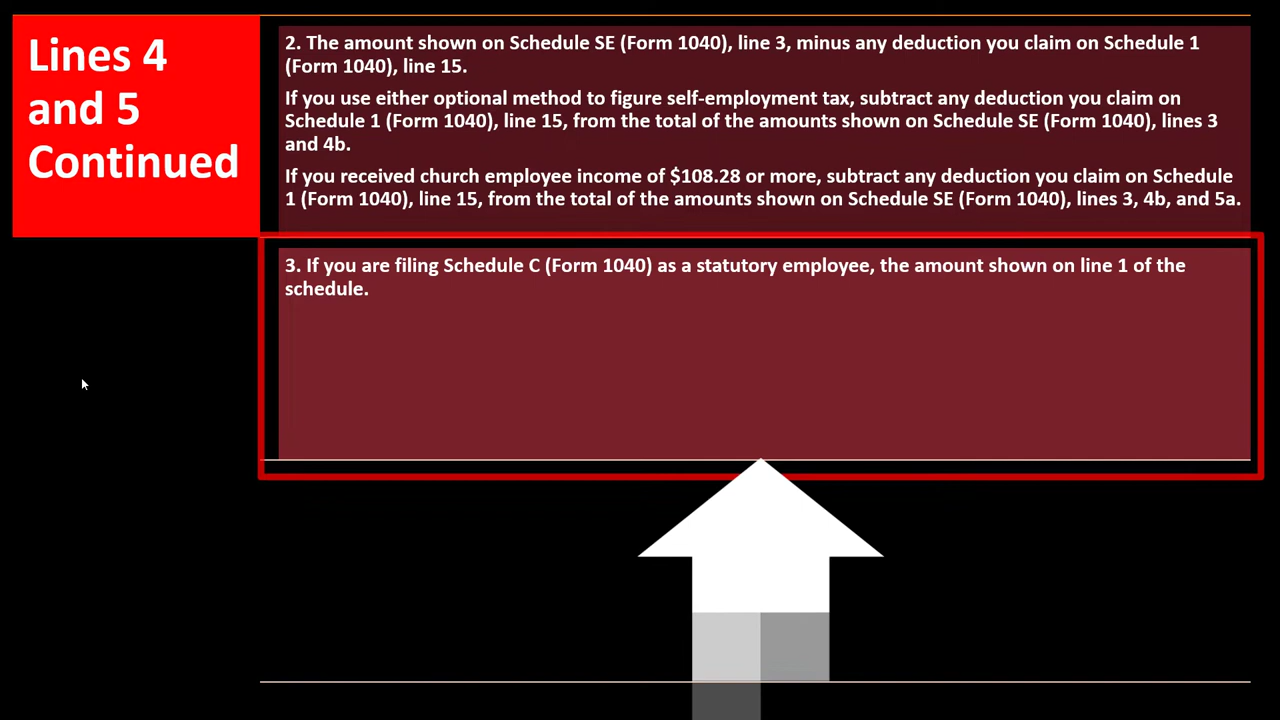 Lines 4
and 5
Continued
2. The amount shown on Schedule SE (Form 1040), line 3, minus any deduction you claim on Schedule 1
(Form 1040), line 15.
If you use either optional method to figure self-employment tax, subtract any deduction you claim on
Schedule 1 (Form 1040), line 15, from the total of the amounts shown on Schedule SE (Form 1040), lines 3
and 4b.
If you received church employee income of $108.28 or more, subtract any deduction you claim on Schedule
1 (Form 1040), line 15, from the total of the amounts shown on Schedule SE (Form 1040), lines 3, 4b, and 5a.
3. If you are filing Schedule C (Form 1040) as a statutory employee, the amount shown on line 1 of the
schedule.